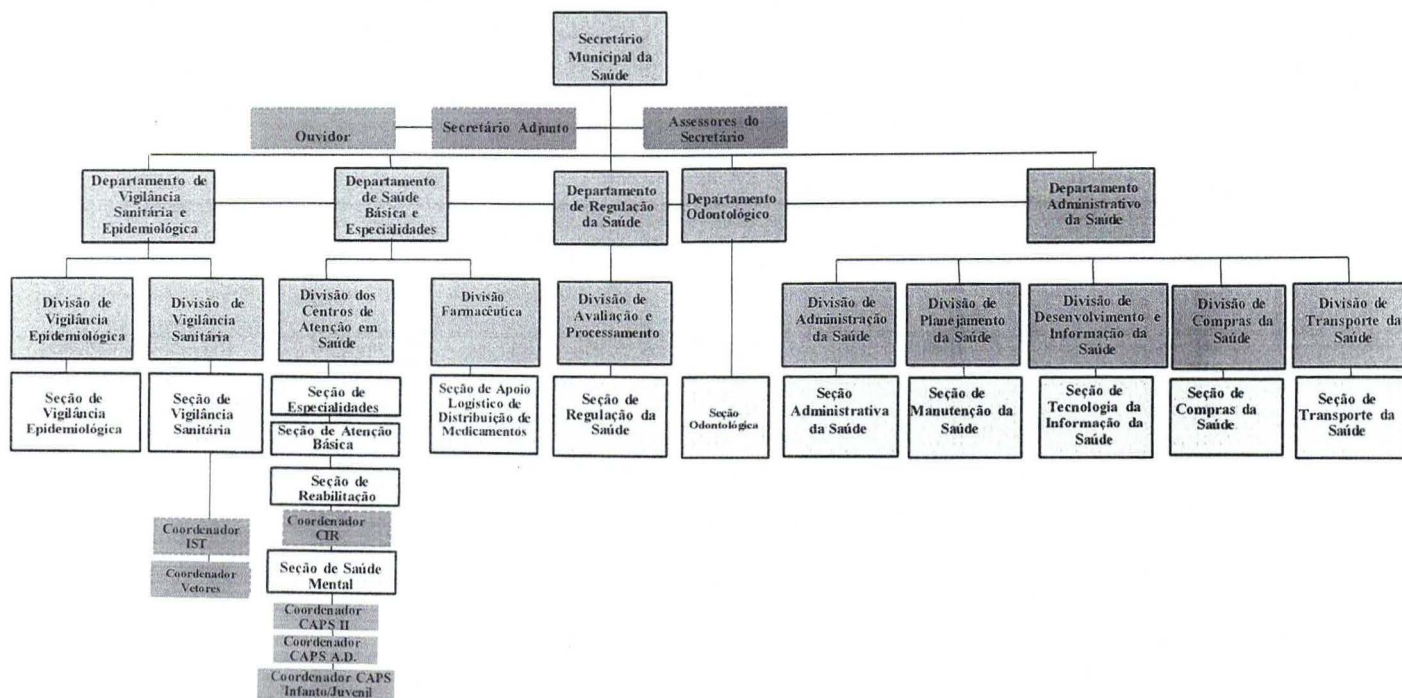 Secretário
Municipal da
Saúde
Ouvidor
Secretário Adjunto
Assessores do
Secretário
Departamento de
Vigilância
Sanitária e
Epidemiológica
Departamento
de Saúde
Básica e
Especialidades
Departamento
de Regulação
da Saúde
Departamento
Odontológico
Departamento
Administrativo
da Saúde
Divisão de
Vigilância
Epidemiológica
Divisão de
Vigilância
Sanitária
Divisão dos
Centros de
Atenção em
Saúde
Divisão
Farmacêutica
Divisão de
Avaliação e
Processamento
Divisão de
Administração
da Saúde
Divisão de
Planejamento
da Saúde
Divisão de
Desenvolvimento e
Informação da
Saúde
Divisão de
Compras da
Saúde
Divisão de
Transporte da
Saúde
Seção de
Vigilância
Epidemiológica
Seção de
Vigilância
Sanitária
Seção de
Especialidades
Seção de Atenção
Básica
Seção de
Reabilitação
Seção de Apoio
Logístico de
Distribuição de
Medicamentos
Seção de
Regulação da
Saúde
Seção
Odontológica
Seção
Administrativa
da Saúde
Seção de
Manutenção da
Saúde
Seção de
Tecnologia da
Informação da
Saúde
Seção de
Compras da
Saúde
Seção de
Transporte da
Saúde
Coordenador
IST
Coordenador
Vetores
Coordenador
CIR
Seção de Saúde
Mental
Coordenador
CAPS II
Coordenador
CAPS A.D.
Coordenador CAPS
Infanto/Juvenil